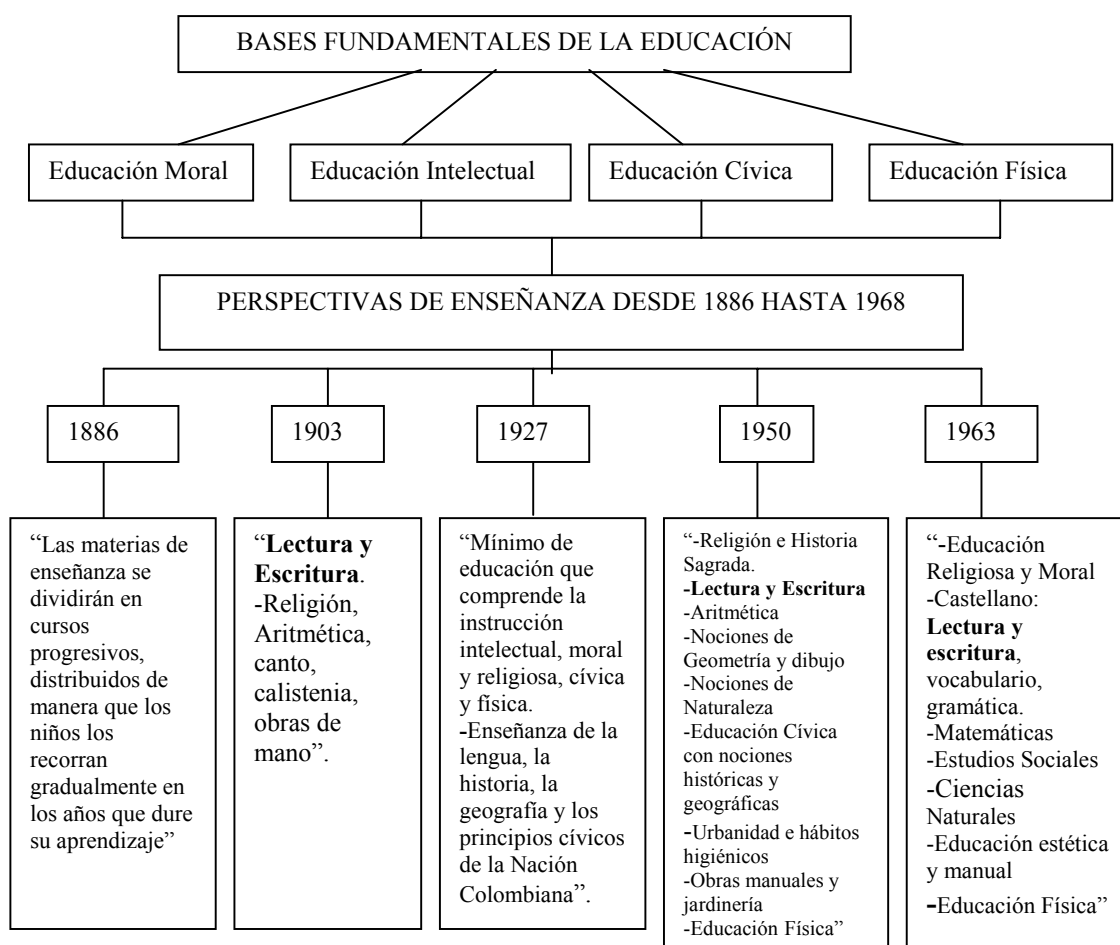 BASES FUNDAMENTALES DE LA EDUCACIÓN
Educación Moral
Educación Intelectual
Educación Cívica
Educación Física
PERSPECTIVAS DE ENSEÑANZA DESDE 1886 HASTA 1968
1886
1903
1927
1950
1963
“Las materias de
enseñanza se
dividirán en
cursos
progresivos,
distribuidos de
manera que los
niños los
recorran
gradualmente en
los años que dure
su aprendizaje”
“Lectura y
Escritura.
-Religión,
Aritmética,
canto,
calistenia,
obras de
mano”.
“Mínimo de
educación que
comprende la
instrucción
intelectual, moral
y religiosa, cívica
y física.
-Enseñanza de la
lengua, la
historia, la
geografía y los
principios cívicos
de la Nación
Colombiana”.
“-Religión e Historia
Sagrada.
-Lectura y Escritura
-Aritmética
-Nociones de
Geometría y dibujo
-Nociones de
Naturaleza
-Educación Cívica
con nociones
históricas y
geográficas
-Urbanidad e hábitos
higiénicos
-Obras manuales y
jardinería
-Educación Física”
“-Educación
Religiosa y Moral
-Castellano:
Lectura y
escritura,
vocabulario,
gramática.
-Matemáticas
-Estudios Sociales
-Ciencias
Naturales
-Educación estética
y manual
-Educación Física”